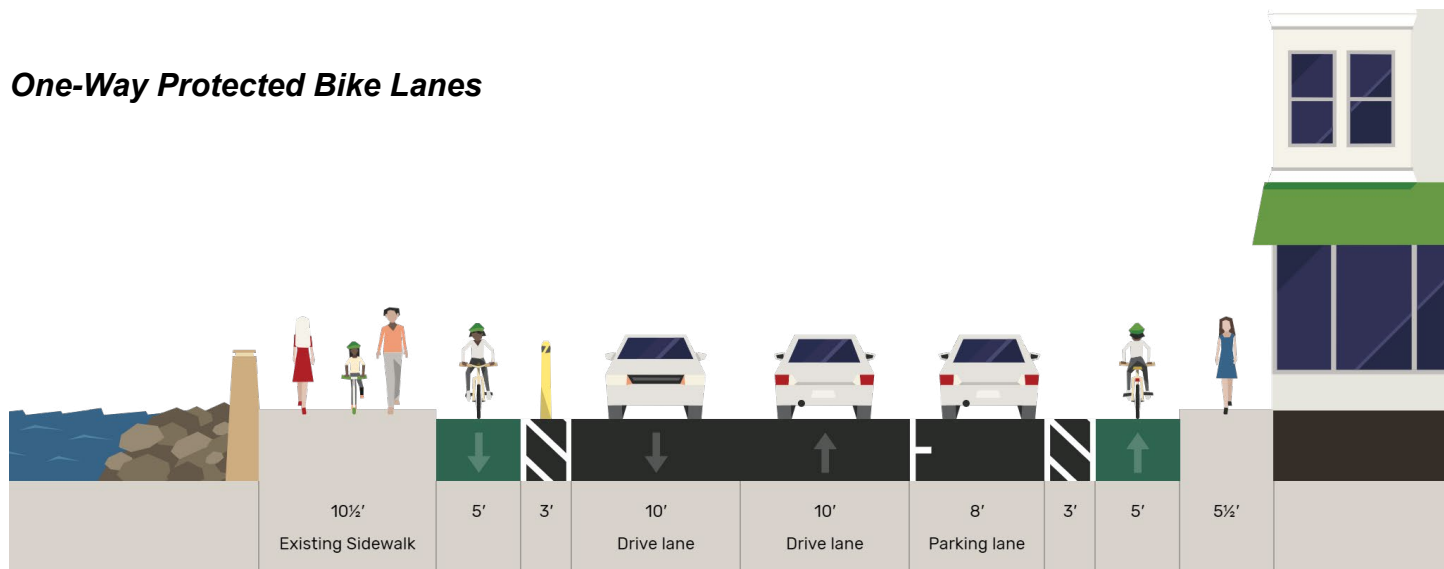 One-Way Protected Bike Lanes
10½′
5′
3′
10′
10′
8′
3′
5′
5½′
Existing Sidewalk
Drive lane
Drive lane
Parking lane